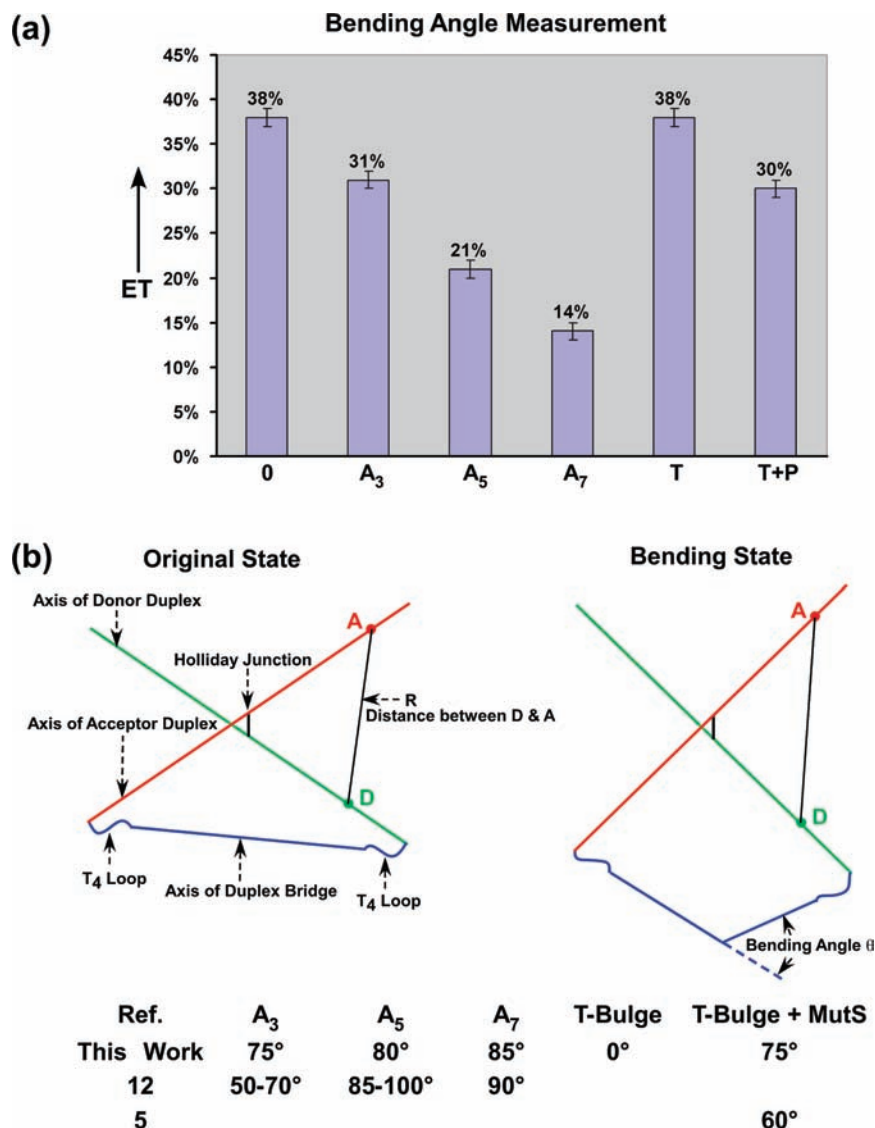 (a)
Bending Angle Measurement
45%
40%
35%
30%
25%
20%
15%
10%
5%
0%
ET
38%
31%
21%
14%
38%
30%
0 A₃ A₅ A₇ T T+P
(b)
Original State
Axis of Donor Duplex
A
Holliday Junction
R
Distance between D & A
Axis of Acceptor Duplex
D
T₄ Loop
Axis of Duplex Bridge
T₄ Loop
Bending State
A
D
Bending Angle θ
Ref. A₃ A₅ A₇ T-Bulge T-Bulge + MutS
This Work 75° 80° 85° 0° 75°
12 50-70° 85-100° 90°
5 60°